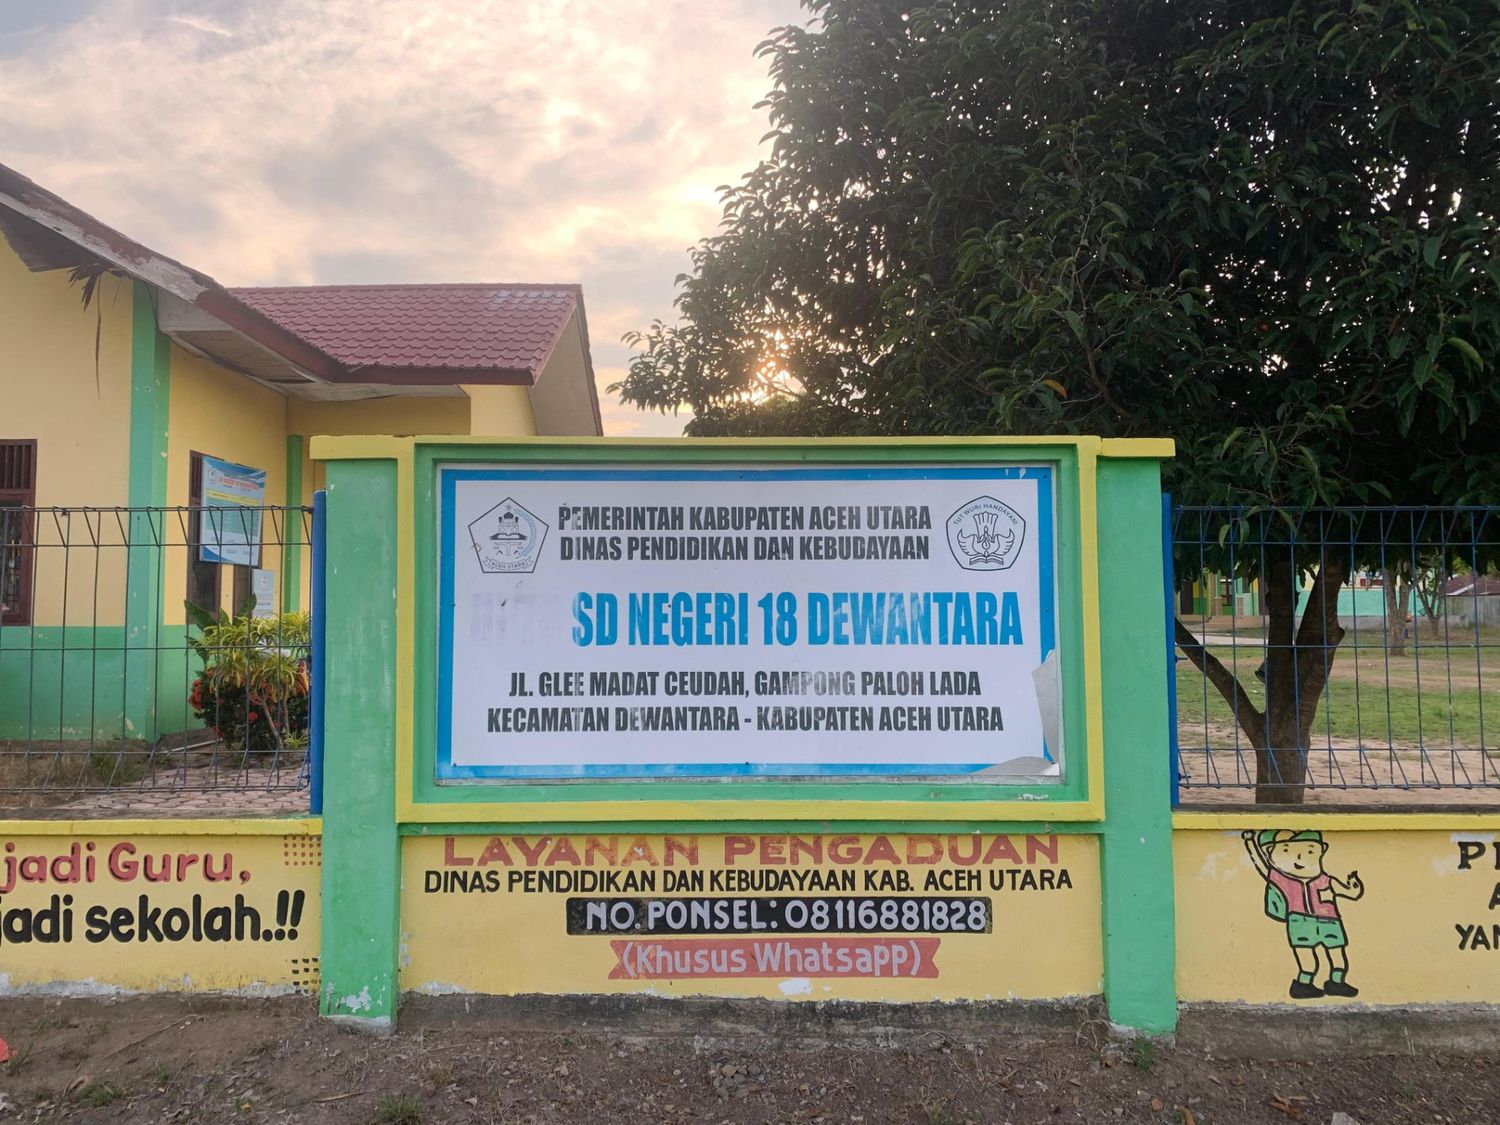 PEMERINTAH KABUPATEN ACEH UTARA
DINAS PENDIDIKAN DAN KEBUDAYAAN
ACEH UTARA
TUT WURI HANDAYANI
SD NEGERI 18 DEWANTARA
JL. GLEE MADAT CEUDAH, GAMPONG PALOH LADA
KECAMATAN DEWANTARA - KABUPATEN ACEH UTARA
LAYANAN PENGADUAN
DINAS PENDIDIKAN DAN KEBUDAYAAN KAB. ACEH UTARA
NO. PONSEL: 08116881828
(Khusus Whatsapp)
jadi Guru,
jadi sekolah.!!